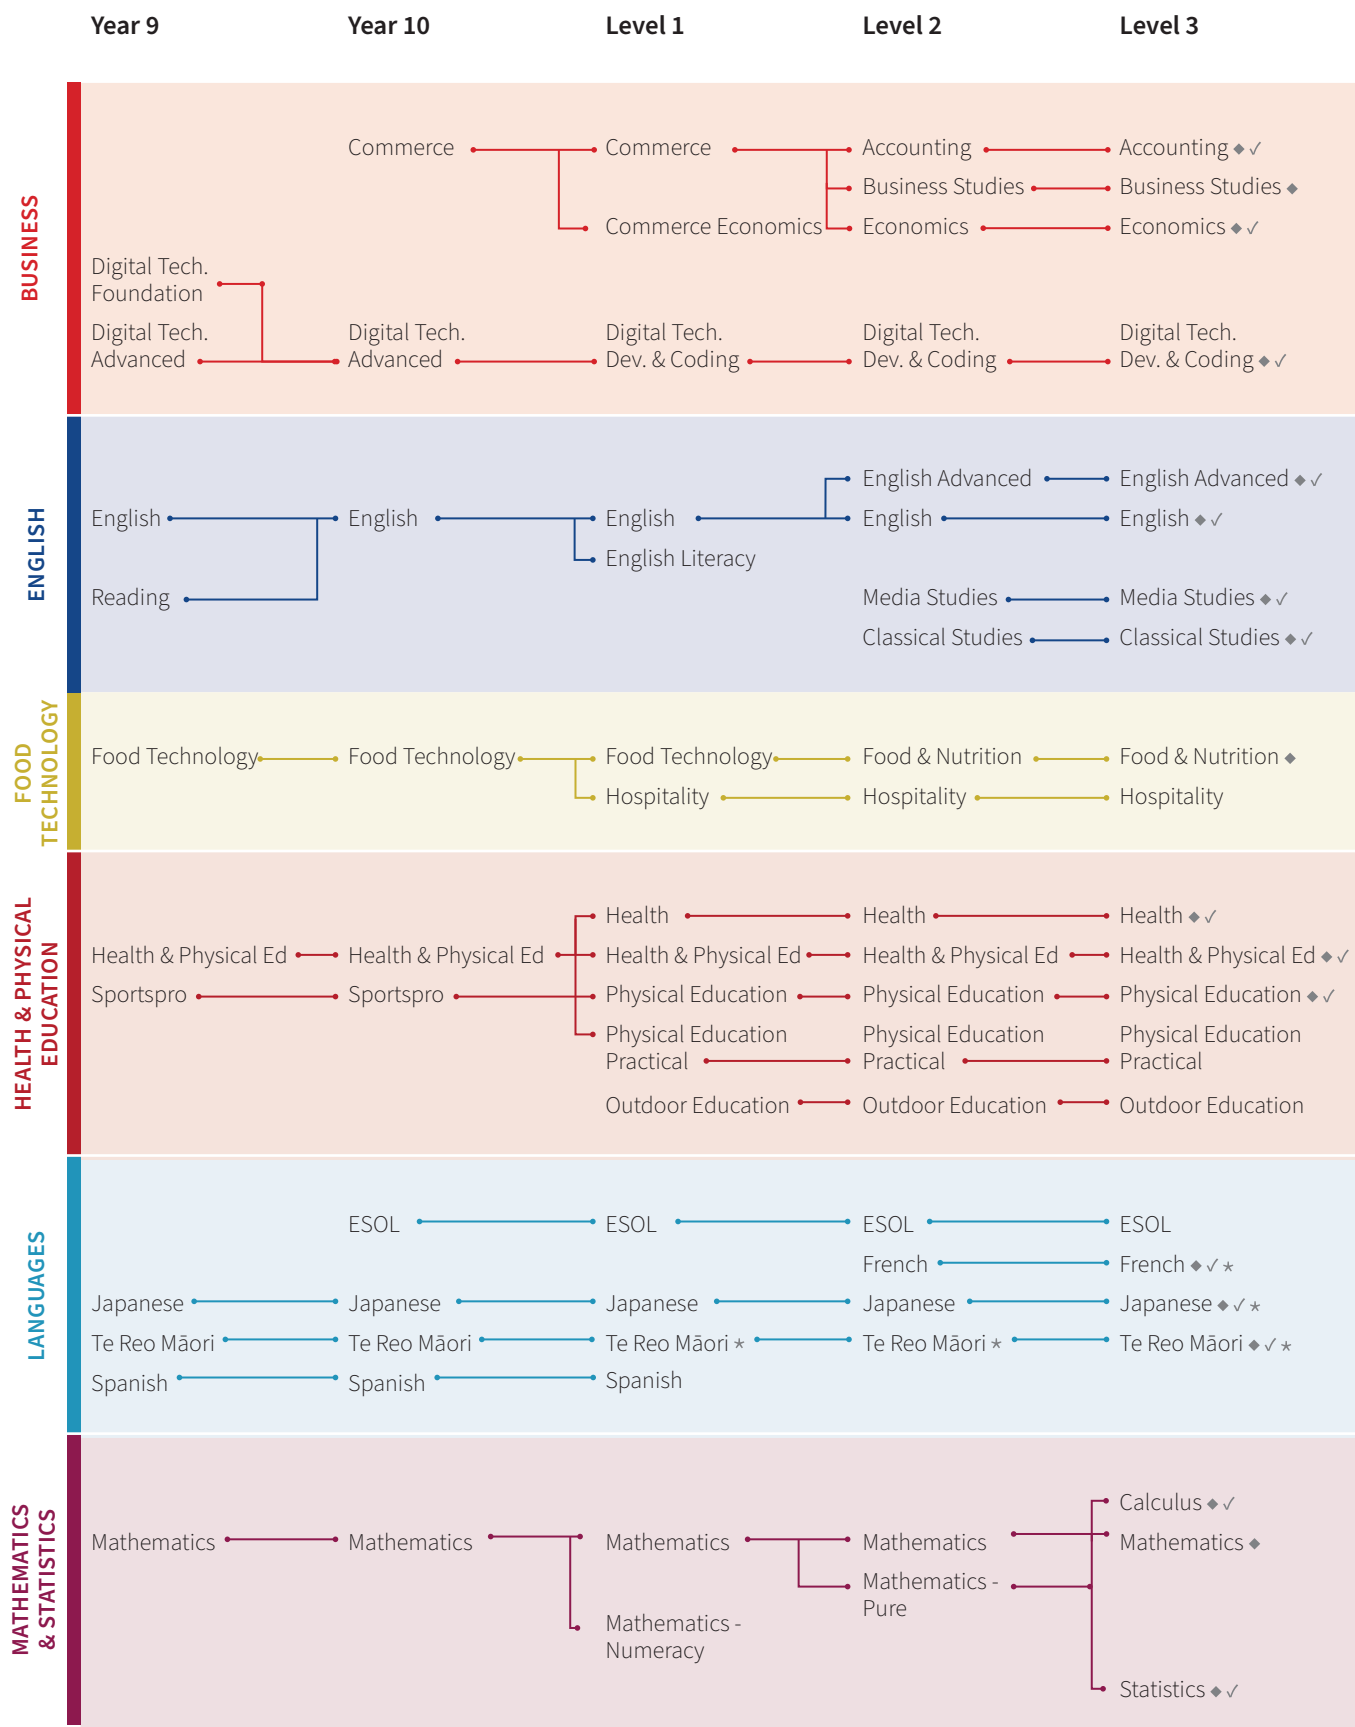 Year 9 Year 10 Level 1 Level 2 Level 3
BUSINESS
Commerce Commerce Accounting Accounting ◆ ✓
Business Studies Business Studies ◆
Commerce Economics Economics Economics ◆ ✓
Digital Tech.
Foundation
Digital Tech. Digital Tech. Digital Tech. Digital Tech. Digital Tech.
Advanced Advanced Dev. & Coding Dev. & Coding Dev. & Coding ◆ ✓
ENGLISH
English Advanced English Advanced ◆ ✓
English English English English English ◆ ✓
English Literacy
Reading Media Studies Media Studies ◆ ✓
Classical Studies Classical Studies ◆ ✓
FOOD
TECHNOLOGY
Food Technology Food Technology Food Technology Food & Nutrition Food & Nutrition ◆
Hospitality Hospitality Hospitality
HEALTH & PHYSICAL
EDUCATION
Health Health Health ◆ ✓
Health & Physical Ed Health & Physical Ed Health & Physical Ed Health & Physical Ed Health & Physical Ed ◆ ✓
Sportspro Sportspro Physical Education Physical Education Physical Education ◆ ✓
Physical Education Physical Education Physical Education
Practical Practical Practical
Outdoor Education Outdoor Education Outdoor Education
LANGUAGES
ESOL ESOL ESOL ESOL
French French ◆ ✓ *
Japanese Japanese Japanese Japanese Japanese ◆ ✓ *
Te Reo Māori Te Reo Māori Te Reo Māori * Te Reo Māori * Te Reo Māori ◆ ✓ *
Spanish Spanish Spanish
MATHEMATICS
& STATISTICS
Calculus ◆ ✓
Mathematics Mathematics Mathematics Mathematics Mathematics ◆
Mathematics -
Pure
Mathematics -
Numeracy
Statistics ◆ ✓